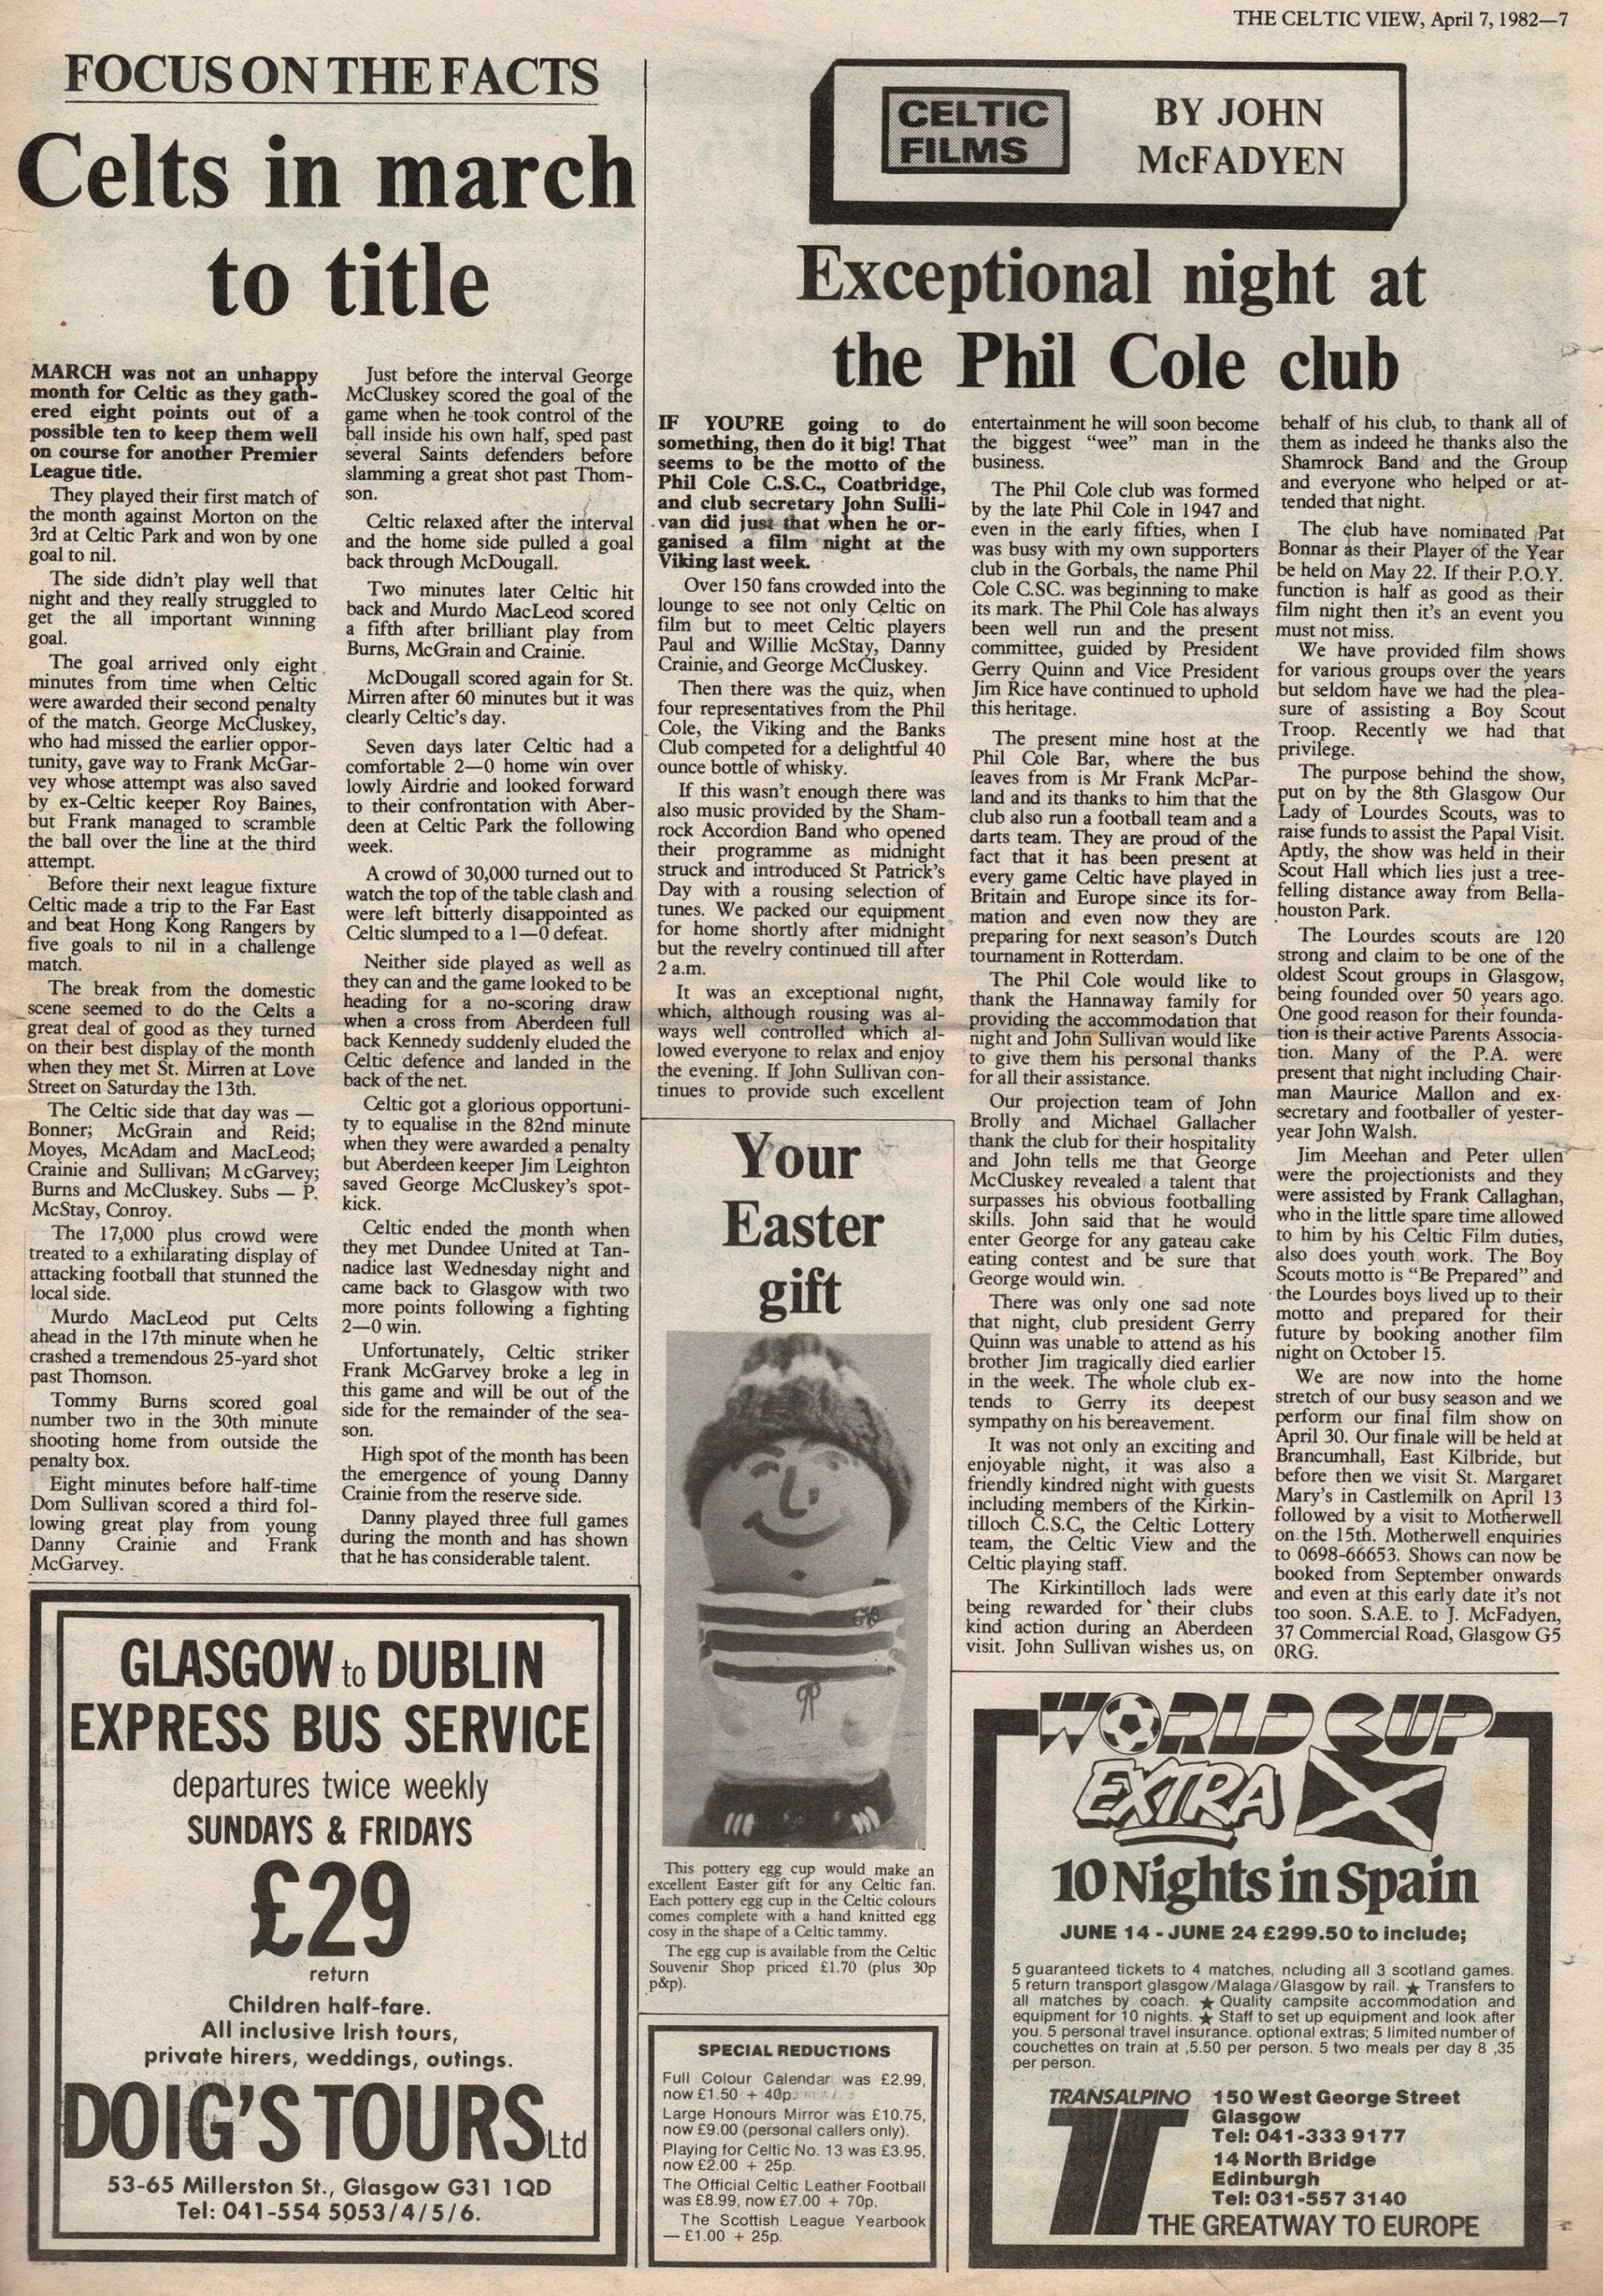 THE CELTIC VIEW, April 7, 1982—7
FOCUS ON THE FACTS
Celts in march
to title
MARCH was not an unhappy
month for Celtic as they gath-
ered eight points out of a
possible ten to keep them well
on course for another Premier
League title.
They played their first match of
the month against Morton on the
3rd at Celtic Park and won by one
goal to nil.
The side didn't play well that
night and they really struggled to
get the all important winning
goal.
The goal arrived only eight
minutes from time when Celtic
were awarded their second penalty
of the match. George McCluskey,
who had missed the earlier oppor-
tunity, gave way to Frank McGar-
vey whose attempt was also saved
by ex-Celtic keeper Roy Baines,
but Frank managed to scramble
the ball over the line at the third
attempt.
Before their next league fixture
Celtic made a trip to the Far East
and beat Hong Kong Rangers by
five goals to nil in a challenge
match.
The break from the domestic
scene seemed to do the Celts a
great deal of good as they turned
on their best display of the month
when they met St. Mirren at Love
Street on Saturday the 13th.
The Celtic side that day was —
Bonner; McGrain and Reid;
Moyes, McAdam and MacLeod;
Crainie and Sullivan; McGarvey;
Burns and McCluskey. Subs — P.
McStay, Conroy.
The 17,000 plus crowd were
treated to a exhilarating display of
attacking football that stunned the
local side.
Murdo MacLeod put Celts
ahead in the 17th minute when he
crashed a tremendous 25-yard shot
past Thomson.
Tommy Burns scored goal
number two in the 30th minute
shooting home from outside the
penalty box.
Eight minutes before half-time
Dom Sullivan scored a third fol-
lowing great play from young
Danny Crainie and Frank
McGarvey.
Just before the interval George
McCluskey scored the goal of the
game when he took control of the
ball inside his own half, sped past
several Saints defenders before
slamming a great shot past Thom-
son.
Celtic relaxed after the interval
and the home side pulled a goal
back through McDougall.
Two minutes later Celtic hit
back and Murdo MacLeod scored
a fifth after brilliant play from
Burns, McGrain and Crainie.
McDougall scored again for St.
Mirren after 60 minutes but it was
clearly Celtic's day.
Seven days later Celtic had a
comfortable 2—0 home win over
lowly Airdrie and looked forward
to their confrontation with Aber-
deen at Celtic Park the following
week.
A crowd of 30,000 turned out to
watch the top of the table clash and
were left bitterly disappointed as
Celtic slumped to a 1—0 defeat.
Neither side played as well as
they can and the game looked to be
heading for a no-scoring draw
when a cross from Aberdeen full
back Kennedy suddenly eluded the
Celtic defence and landed in the
back of the net.
Celtic got a glorious opportuni-
ty to equalise in the 82nd minute
when they were awarded a penalty
but Aberdeen keeper Jim Leighton
saved George McCluskey's spot-
kick.
Celtic ended the month when
they met Dundee United at Tan-
nadice last Wednesday night and
came back to Glasgow with two
more points following a fighting
2—0 win.
Unfortunately, Celtic striker
Frank McGarvey broke a leg in
this game and will be out of the
side for the remainder of the sea-
son.
High spot of the month has been
the emergence of young Danny
Crainie from the reserve side.
Danny played three full games
during the month and has shown
that he has considerable talent.
CELTIC
FILMS
BY JOHN
McFADYEN
Exceptional night at
the Phil Cole club
IF YOU'RE going to do
something, then do it big! That
seems to be the motto of the
Phil Cole C.S.C., Coatbridge,
and club secretary John Sulli-
van did just that when he or-
ganised a film night at the
Viking last week.
Over 150 fans crowded into the
lounge to see not only Celtic on
film but to meet Celtic players
Paul and Willie McStay, Danny
Crainie, and George McCluskey.
Then there was the quiz, when
four representatives from the Phil
Cole, the Viking and the Banks
Club competed for a delightful 40
ounce bottle of whisky.
If this wasn't enough there was
also music provided by the Sham-
rock Accordion Band who opened
their programme as midnight
struck and introduced St Patrick's
Day with a rousing selection of
tunes. We packed our equipment
for home shortly after midnight
but the revelry continued till after
2 a.m.
It was an exceptional night,
which, although rousing was al-
ways well controlled which al-
lowed everyone to relax and enjoy
the evening. If John Sullivan con-
tinues to provide such excellent
entertainment he will soon become
the biggest "wee" man in the
business.
The Phil Cole club was formed
by the late Phil Cole in 1947 and
even in the early fifties, when I
was busy with my own supporters
club in the Gorbals, the name Phil
Cole C.SC. was beginning to make
its mark. The Phil Cole has always
been well run and the present
committee, guided by President
Gerry Quinn and Vice President
Jim Rice have continued to uphold
this heritage.
The present mine host at the
Phil Cole Bar, where the bus
leaves from is Mr Frank McPar-
land and its thanks to him that the
club also run a football team and a
darts team. They are proud of the
fact that it has been present at
every game Celtic have played in
Britain and Europe since its for-
mation and even now they are
preparing for next season's Dutch
tournament in Rotterdam.
The Phil Cole would like to
thank the Hannaway family for
providing the accommodation that
night and John Sullivan would like
to give them his personal thanks
for all their assistance.
Our projection team of John
Brolly and Michael Gallacher
thank the club for their hospitality
and John tells me that George
McCluskey revealed a talent that
surpasses his obvious footballing
skills. John said that he would
enter George for any gateau cake
eating contest and be sure that
George would win.
There was only one sad note
that night, club president Gerry
Quinn was unable to attend as his
brother Jim tragically died earlier
in the week. The whole club ex-
tends to Gerry its deepest
sympathy on his bereavement.
It was not only an exciting and
enjoyable night, it was also a
friendly kindred night with guests
including members of the Kirkin-
tilloch C.S.C, the Celtic Lottery
team, the Celtic View and the
Celtic playing staff.
The Kirkintilloch lads were
being rewarded for their clubs
kind action during an Aberdeen
visit. John Sullivan wishes us, on
behalf of his club, to thank all of
them as indeed he thanks also the
Shamrock Band and the Group
and everyone who helped or at-
tended that night.
The club have nominated Pat
Bonnar as their Player of the Year
be held on May 22. If their P.O.Y.
function is half as good as their
film night then it's an event you
must not miss.
We have provided film shows
for various groups over the years
but seldom have we had the plea-
sure of assisting a Boy Scout
Troop. Recently we had that
privilege.
The purpose behind the show,
put on by the 8th Glasgow Our
Lady of Lourdes Scouts, was to
raise funds to assist the Papal Visit.
Aptly, the show was held in their
Scout Hall which lies just a tree-
felling distance away from Bella-
houston Park.
The Lourdes scouts are 120
strong and claim to be one of the
oldest Scout groups in Glasgow,
being founded over 50 years ago.
One good reason for their founda-
tion is their active Parents Associa-
tion. Many of the P.A. were
present that night including Chair-
man Maurice Mallon and ex-
secretary and footballer of yester-
year John Walsh.
Jim Meehan and Peter ullen
were the projectionists and they
were assisted by Frank Callaghan,
who in the little spare time allowed
to him by his Celtic Film duties,
also does youth work. The Boy
Scouts motto is "Be Prepared" and
the Lourdes boys lived up to their
motto and prepared for their
future by booking another film
night on October 15.
We are now into the home
stretch of our busy season and we
perform our final film show on
April 30. Our finale will be held at
Brancumhall, East Kilbride, but
before then we visit St. Margaret
Mary's in Castlemilk on April 13
followed by a visit to Motherwell
on the 15th. Motherwell enquiries
to 0698-66653. Shows can now be
booked from September onwards
and even at this early date it's not
too soon. S.A.E. to J. McFadyen,
37 Commercial Road, Glasgow G5
0RG.
Your
Easter
gift
This pottery egg cup would make an
excellent Easter gift for any Celtic fan.
Each pottery egg cup in the Celtic colours
comes complete with a hand knitted egg
cosy in the shape of a Celtic tammy.
The egg cup is available from the Celtic
Souvenir Shop priced £1.70 (plus 30p
p&p).
SPECIAL REDUCTIONS
Full Colour Calendar was £2.99,
now £1.50 + 40p.
Large Honours Mirror was £10.75,
now £9.00 (personal callers only).
Playing for Celtic No. 13 was £3.95,
now £2.00 + 25p.
The Official Celtic Leather Football
was £8.99, now £7.00 + 70p.
The Scottish League Yearbook
— £1.00 + 25p.
GLASGOW to DUBLIN
EXPRESS BUS SERVICE
departures twice weekly
SUNDAYS & FRIDAYS
£29
return
Children half-fare.
All inclusive Irish tours,
private hirers, weddings, outings.
DOIG'S TOURS Ltd
53-65 Millerston St., Glasgow G31 1QD
Tel: 041-554 5053/4/5/6.
WORLD CUP
EXTRA
10 Nights in Spain
JUNE 14 - JUNE 24 £299.50 to include;
5 guaranteed tickets to 4 matches, ncluding all 3 scotland games.
5 return transport glasgow/Malaga/Glasgow by rail. ★ Transfers to
all matches by coach. ★ Quality campsite accommodation and
equipment for 10 nights. ★ Staff to set up equipment and look after
you. 5 personal travel insurance. optional extras; 5 limited number of
couchettes on train at ,5.50 per person. 5 two meals per day 8 ,35
per person.
TRANSALPINO
150 West George Street
Glasgow
Tel: 041-333 9177
14 North Bridge
Edinburgh
Tel: 031-557 3140
THE GREATWAY TO EUROPE